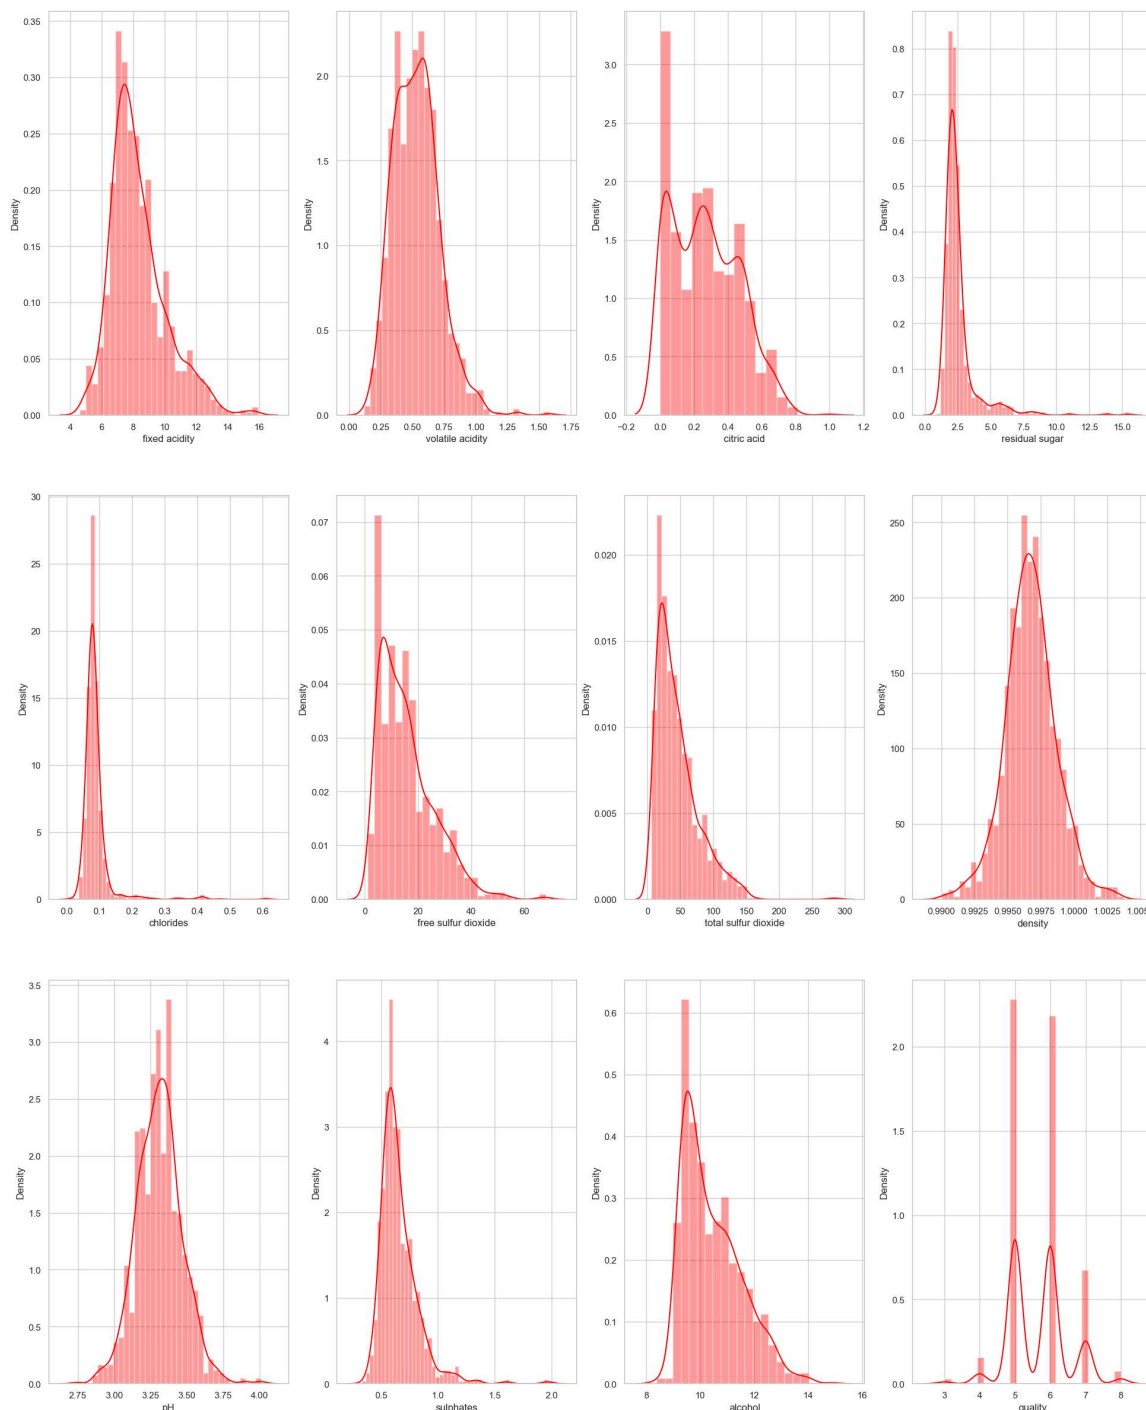 0.35
0.30
0.25
0.20
0.15
0.10
0.05
0.00
Density
4 6 8 10 12 14 16
fixed acidity
2.0
1.5
1.0
0.5
0.0
Density
0.00 0.25 0.50 0.75 1.00 1.25 1.50 1.75
volatile acidity
3.0
2.5
2.0
1.5
1.0
0.5
0.0
Density
−0.2 0.0 0.2 0.4 0.6 0.8 1.0 1.2
citric acid
0.8
0.7
0.6
0.5
0.4
0.3
0.2
0.1
0.0
Density
0.0 2.5 5.0 7.5 10.0 12.5 15.0
residual sugar
30
25
20
15
10
5
0
Density
0.0 0.1 0.2 0.3 0.4 0.5 0.6
chlorides
0.07
0.06
0.05
0.04
0.03
0.02
0.01
0.00
Density
0 20 40 60
free sulfur dioxide
0.020
0.015
0.010
0.005
0.000
Density
0 50 100 150 200 250 300
total sulfur dioxide
250
200
150
100
50
0
Density
0.9900 0.9925 0.9950 0.9975 1.0000 1.0025 1.005
density
3.5
3.0
2.5
2.0
1.5
1.0
0.5
0.0
Density
2.75 3.00 3.25 3.50 3.75 4.00
pH
4
3
2
1
0
Density
0.5 1.0 1.5 2.0
sulphates
0.6
0.5
0.4
0.3
0.2
0.1
0.0
Density
8 10 12 14 16
alcohol
2.0
1.5
1.0
0.5
0.0
Density
3 4 5 6 7 8
quality